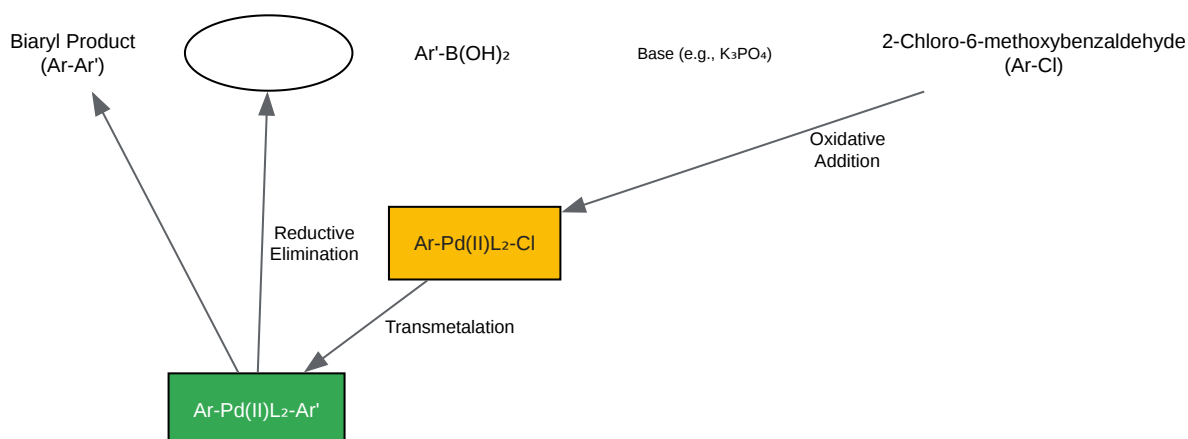 Biaryl Product
(Ar-Ar')
Ar'-B(OH)₂
Base (e.g., K₃PO₄)
2-Chloro-6-methoxybenzaldehyde
(Ar-Cl)
Oxidative
Addition
Ar-Pd(II)L₂-Cl
Reductive
Elimination
Transmetalation
Ar-Pd(II)L₂-Ar'